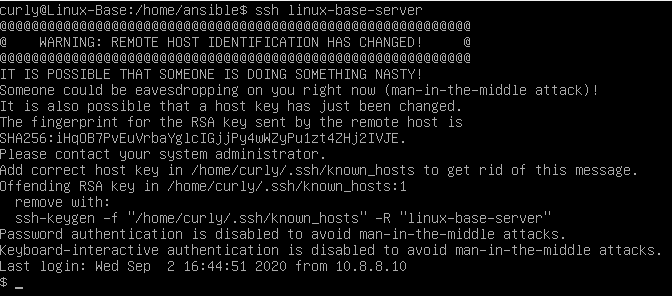 curly@Linux-Base:/home/ansible$ ssh linux-base-server
@@@@@@@@@@@@@@@@@@@@@@@@@@@@@@@@@@@@@@@@@@@@@@@@@@@@@@@@@@@
@    WARNING: REMOTE HOST IDENTIFICATION HAS CHANGED!     @
@@@@@@@@@@@@@@@@@@@@@@@@@@@@@@@@@@@@@@@@@@@@@@@@@@@@@@@@@@@
IT IS POSSIBLE THAT SOMEONE IS DOING SOMETHING NASTY!
Someone could be eavesdropping on you right now (man-in-the-middle attack)!
It is also possible that a host key has just been changed.
The fingerprint for the RSA key sent by the remote host is
SHA256:iHqOB7PvEuVrbaYglcIGjjPy4wWZyPu1zt4ZHj2IVJE.
Please contact your system administrator.
Add correct host key in /home/curly/.ssh/known_hosts to get rid of this message.
Offending RSA key in /home/curly/.ssh/known_hosts:1
  remove with:
  ssh-keygen -f "/home/curly/.ssh/known_hosts" -R "linux-base-server"
Password authentication is disabled to avoid man-in-the-middle attacks.
Keyboard-interactive authentication is disabled to avoid man-in-the-middle attacks.
Last login: Wed Sep  2 16:44:51 2020 from 10.8.8.10
$ _